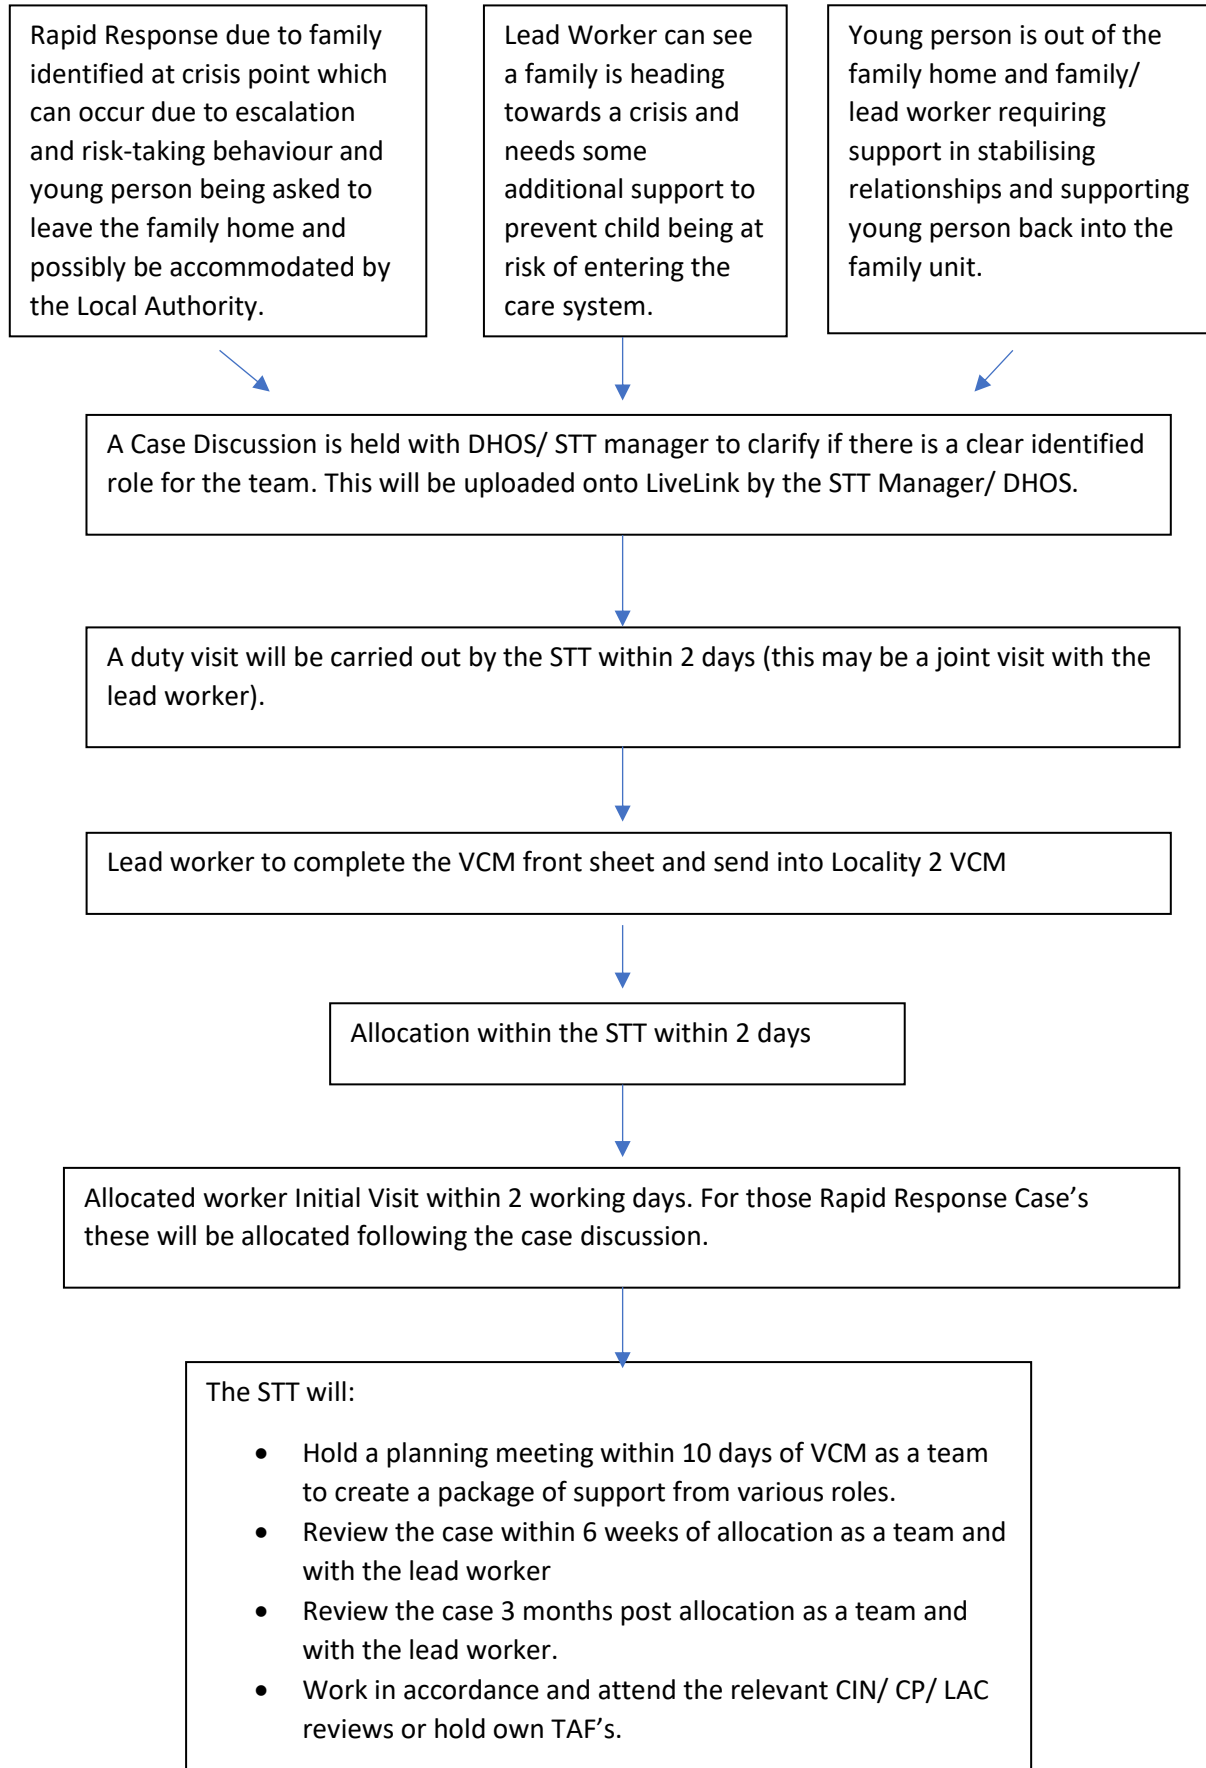 Rapid Response due to family
identified at crisis point which
can occur due to escalation
and risk-taking behaviour and
young person being asked to
leave the family home and
possibly be accommodated by
the Local Authority.
Lead Worker can see
a family is heading
towards a crisis and
needs some
additional support to
prevent child being at
risk of entering the
care system.
Young person is out of the
family home and family/
lead worker requiring
support in stabilising
relationships and supporting
young person back into the
family unit.
A Case Discussion is held with DHOS/ STT manager to clarify if there is a clear identified
role for the team. This will be uploaded onto LiveLink by the STT Manager/ DHOS.
A duty visit will be carried out by the STT within 2 days (this may be a joint visit with the
lead worker).
Lead worker to complete the VCM front sheet and send into Locality 2 VCM
Allocation within the STT within 2 days
Allocated worker Initial Visit within 2 working days. For those Rapid Response Case’s
these will be allocated following the case discussion.
The STT will:
• Hold a planning meeting within 10 days of VCM as a team
to create a package of support from various roles.
• Review the case within 6 weeks of allocation as a team and
with the lead worker
• Review the case 3 months post allocation as a team and
with the lead worker.
• Work in accordance and attend the relevant CIN/ CP/ LAC
reviews or hold own TAF’s.